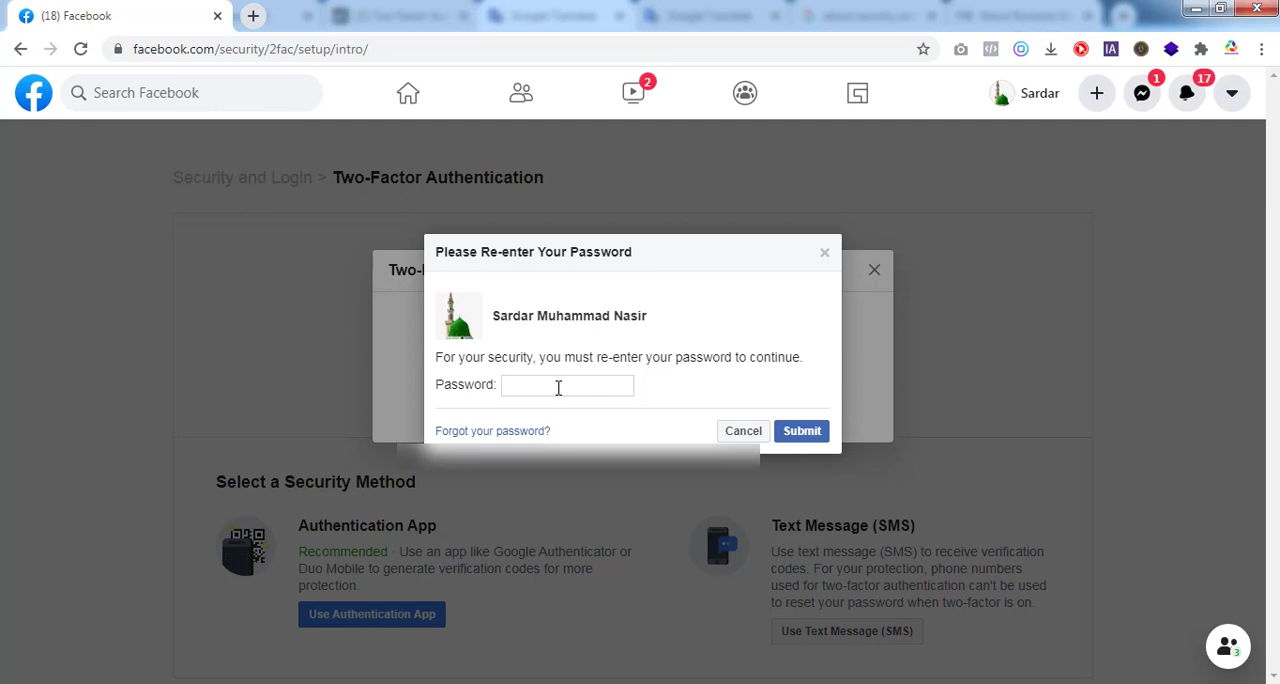 (18) Facebook
facebook.com/security/2fac/setup/intro/
Search Facebook
2
Sardar
1
17
Security and Login > Two-Factor Authentication
Please Re-enter Your Password
Two-
Sardar Muhammad Nasir
For your security, you must re-enter your password to continue.
Password:
Forgot your password?
Cancel
Submit
Select a Security Method
Authentication App
Recommended · Use an app like Google Authenticator or
Duo Mobile to generate verification codes for more
protection.
Use Authentication App
Text Message (SMS)
Use text message (SMS) to receive verification
codes. For your protection, phone numbers
used for two-factor authentication can't be used
to reset your password when two-factor is on.
Use Text Message (SMS)
3